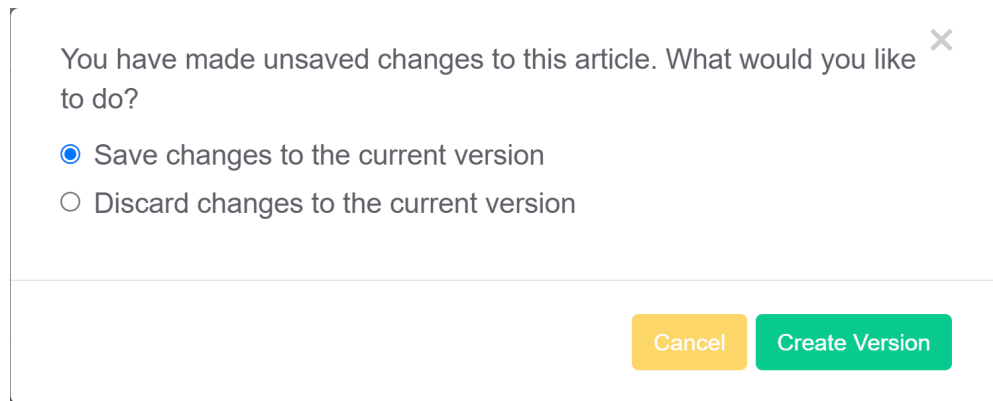 You have made unsaved changes to this article. What would you like
to do?
Save changes to the current version
Discard changes to the current version
Cancel
Create Version